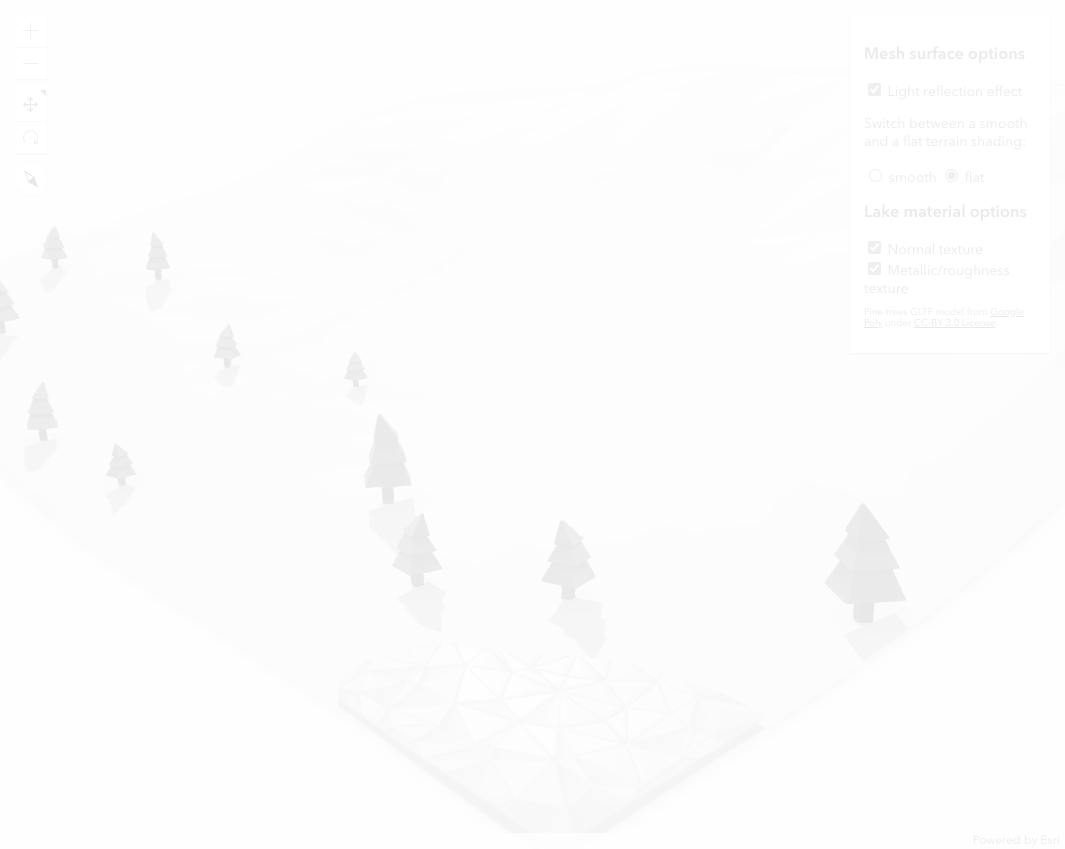 Mesh surface options
Light reflection effect
Switch between a smooth
and a flat terrain shading:
smooth flat
Lake material options
Normal texture
Metallic/roughness
texture
Pine trees GLTF model from Google
Poly under CC-BY 3.0 License
Powered by Esri